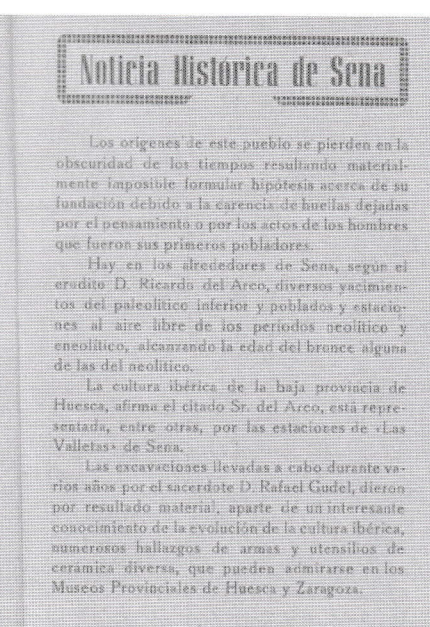 Noticia Histórica de Sena
Los orígenes de este pueblo se pierden en la
obscuridad de los tiempos resultando material-
mente imposible formular hipótesis acerca de su
fundación debido a la carencia de huellas dejadas
por el pensamiento o por los actos de los hombres
que fueron sus primeros pobladores.
Hay en los alrededores de Sena, según el
erudito D. Ricardo del Arco, diversos yacimien-
tos del paleolítico inferior y poblados y estacio-
nes al aire libre de los periodos neolítico y
eneolítico, alcanzando la edad del bronce alguna
de las del neolítico.
La cultura ibérica de la baja provincia de
Huesca, afirma el citado Sr. del Arco, está repre-
sentada, entre otras, por las estaciones de «Las
Valletas» de Sena.
Las excavaciones llevadas a cabo durante va-
rios años por el sacerdote D. Rafael Gudel, dieron
por resultado material, aparte de un interesante
conocimiento de la evolución de la cultura ibérica,
numerosos hallazgos de armas y utensilios de
ceramica diversa, que pueden admirarse en los
Museos Provinciales de Huesca y Zaragoza.